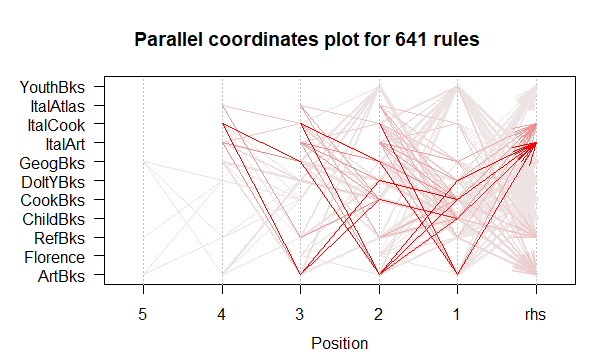 Parallel coordinates plot for 641 rules
YouthBks
ItalAtlas
ItalCook
ItalArt
GeogBks
DoItYBks
CookBks
ChildBks
RefBks
Florence
ArtBks
5 4 3 2 1 rhs
Position